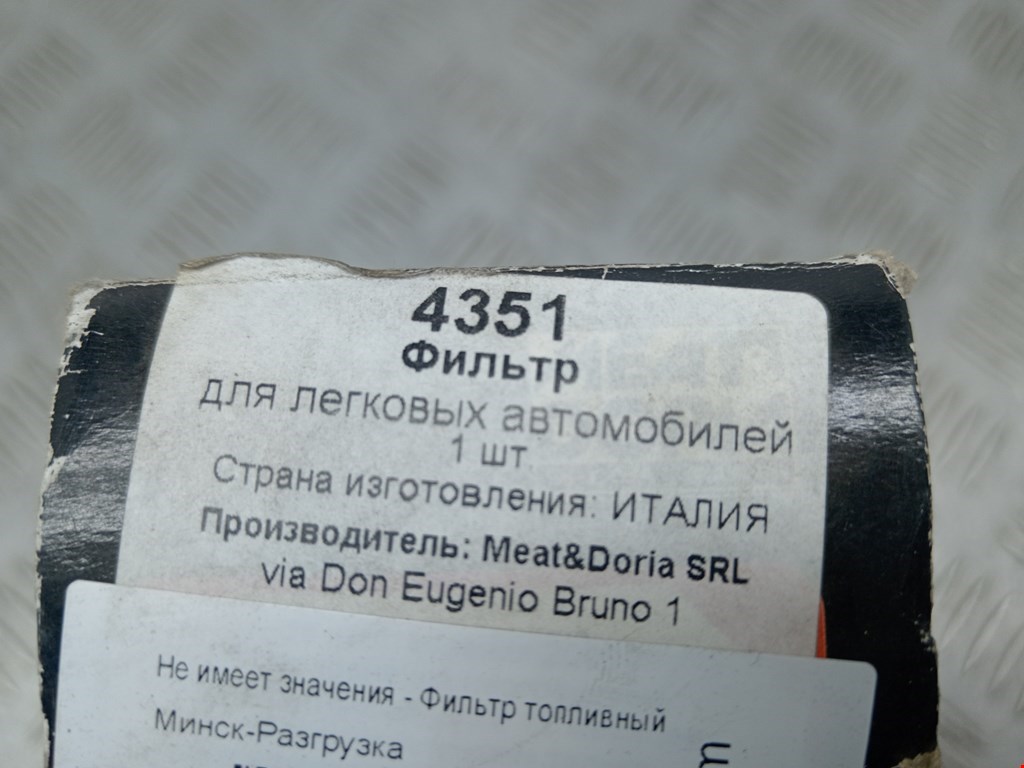 4351
Фильтр
для легковых автомобилей
1 шт.
Страна изготовления: ИТАЛИЯ
Производитель: Meat&Doria SRL
via Don Eugenio Bruno 1
Не имеет значения - Фильтр топливный
Минск-Разгрузка